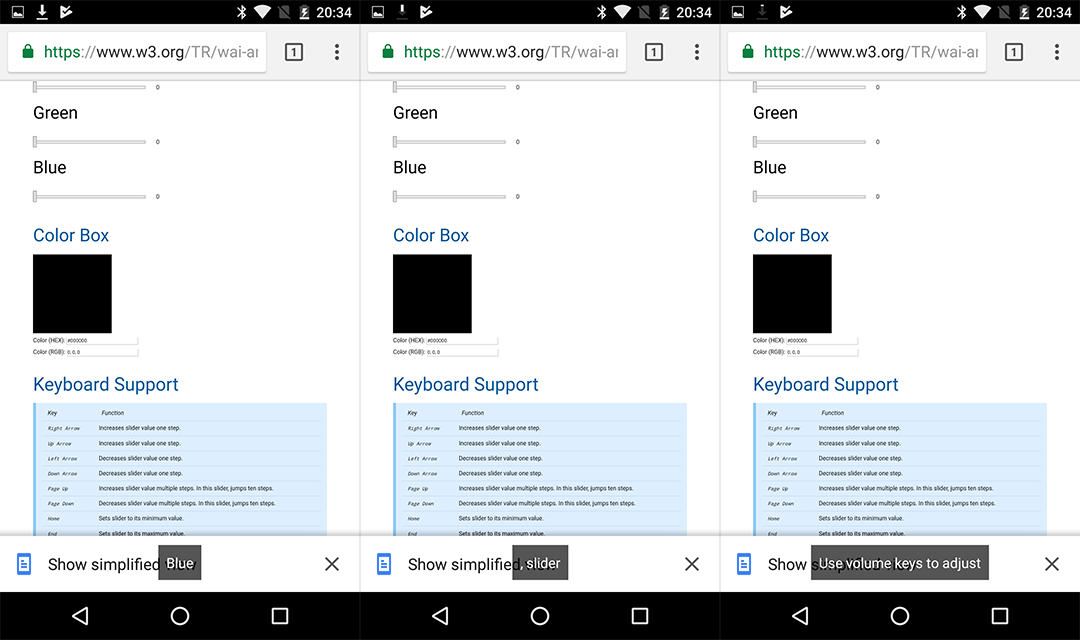 20:34
https://www.w3.org/TR/wai-ar
1
0
Green
0
Blue
0
Color Box
Color (HEX): #000000
Color (RGB): 0, 0, 0
Keyboard Support
Key Function
Right Arrow Increases slider value one step.
Up Arrow Increases slider value one step.
Left Arrow Decreases slider value one step.
Down Arrow Decreases slider value one step.
Page Up Increases slider value multiple steps. In this slider, jumps ten steps.
Page Down Decreases slider value multiple steps. In this slider, jumps ten steps.
Home Sets slider to its minimum value.
End Sets slider to its maximum value.
Show simplified
Blue
20:34
https://www.w3.org/TR/wai-ar
1
0
Green
0
Blue
0
Color Box
Color (HEX): #000000
Color (RGB): 0, 0, 0
Keyboard Support
Key Function
Right Arrow Increases slider value one step.
Up Arrow Increases slider value one step.
Left Arrow Decreases slider value one step.
Down Arrow Decreases slider value one step.
Page Up Increases slider value multiple steps. In this slider, jumps ten steps.
Page Down Decreases slider value multiple steps. In this slider, jumps ten steps.
Home Sets slider to its minimum value.
End Sets slider to its maximum value.
Show simplified
, slider
20:34
https://www.w3.org/TR/wai-ar
1
0
Green
0
Blue
0
Color Box
Color (HEX): #000000
Color (RGB): 0, 0, 0
Keyboard Support
Key Function
Right Arrow Increases slider value one step.
Up Arrow Increases slider value one step.
Left Arrow Decreases slider value one step.
Down Arrow Decreases slider value one step.
Page Up Increases slider value multiple steps. In this slider, jumps ten steps.
Page Down Decreases slider value multiple steps. In this slider, jumps ten steps.
Home Sets slider to its minimum value.
End Sets slider to its maximum value.
Show
Use volume keys to adjust